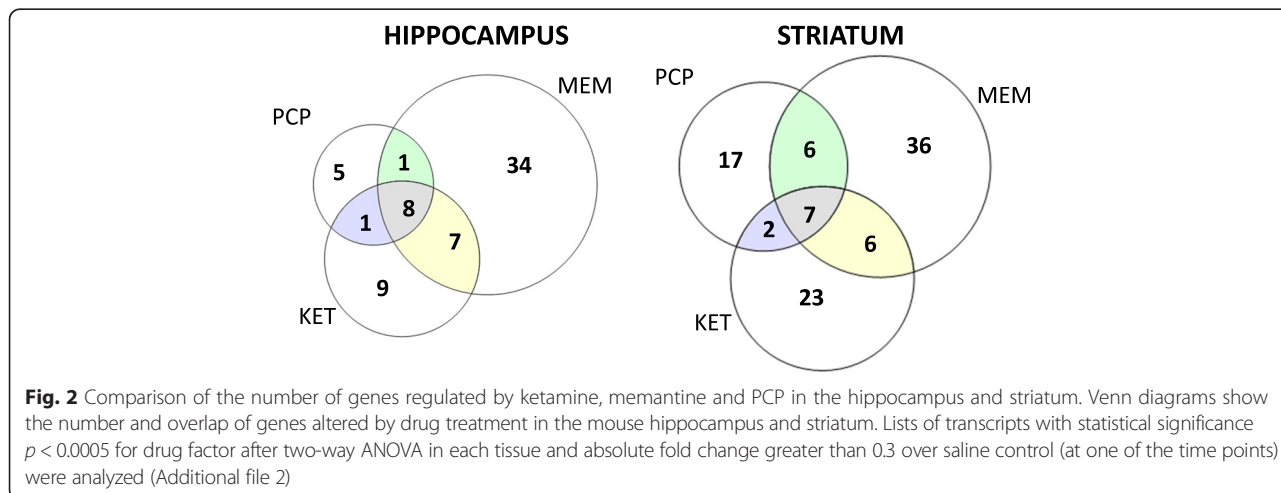 HIPPOCAMPUS
PCP
MEM
5
1
34
8
1
7
9
KET
STRIATUM
PCP
MEM
17
6
36
7
2
6
23
KET
Fig. 2 Comparison of the number of genes regulated by ketamine, memantine and PCP in the hippocampus and striatum. Venn diagrams show
the number and overlap of genes altered by drug treatment in the mouse hippocampus and striatum. Lists of transcripts with statistical significance
p < 0.0005 for drug factor after two-way ANOVA in each tissue and absolute fold change greater than 0.3 over saline control (at one of the time points)
were analyzed (Additional file 2)